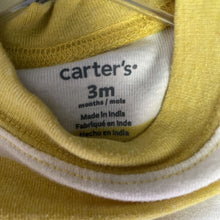 carter's®
3m
months / mois
Made in India
Fabriqué en Inde
Hecho en India